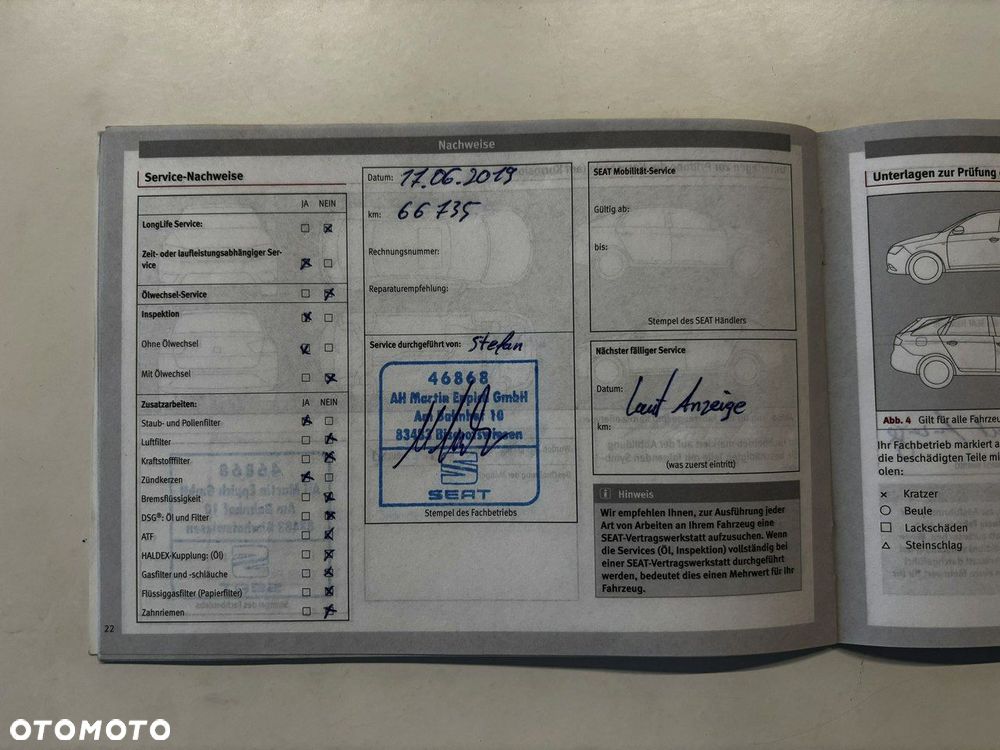 Nachweise
Service-Nachweise
JA NEIN
LongLife Service:
Zeit- oder laufleistungsabhängiger Ser-
vice
Ölwechsel-Service
Inspektion
Ohne Ölwechsel
Mit Ölwechsel
Zusatzarbeiten: JA NEIN
Staub- und Pollenfilter
Luftfilter
Kraftstofffilter
Zündkerzen
Bremsflüssigkeit
DSG®: Öl und Filter
ATF
HALDEX-Kupplung: (Öl)
Gasfilter und -schläuche
Flüssiggasfilter (Papierfilter)
Zahnriemen
22
Datum: 17.06.2019
km: 66735
Rechnungsnummer:
Reparaturempfehlung:
Service durchgeführt von: Stefan
46868
AH Martin GmbH
Am Bahnhof 10
83483 Bischofswiesen
SEAT
Stempel des Fachbetriebs
SEAT Mobilität-Service
Gültig ab:
bis:
Stempel des SEAT Händlers
Nächster fälliger Service
Datum:
Laut Anzeige
km:
(was zuerst eintritt)
i Hinweis
Wir empfehlen Ihnen, zur Ausführung jeder
Art von Arbeiten an Ihrem Fahrzeug eine
SEAT-Vertragswerkstatt aufzusuchen. Wenn
die Services (Öl, Inspektion) vollständig bei
einer SEAT-Vertragswerkstatt durchgeführt
werden, bedeutet dies einen Mehrwert für Ihr
Fahrzeug.
Unterlagen zur Prüfung
Abb. 4 Gilt für alle Fahrzeu
Ihr Fachbetrieb markiert a
die beschädigten Teile mi
olen:
× Kratzer
○ Beule
□ Lackschäden
△ Steinschlag
OTOMOTO